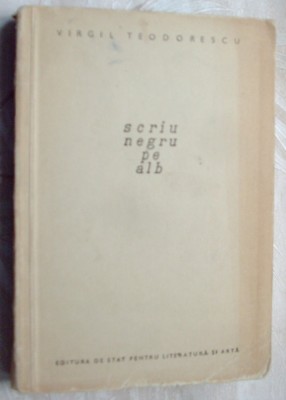 VIRGIL TEODORESCU
scriu
negru
pe
alb
EDITURA DE STAT PENTRU LITERATURĂ ȘI ARTĂ